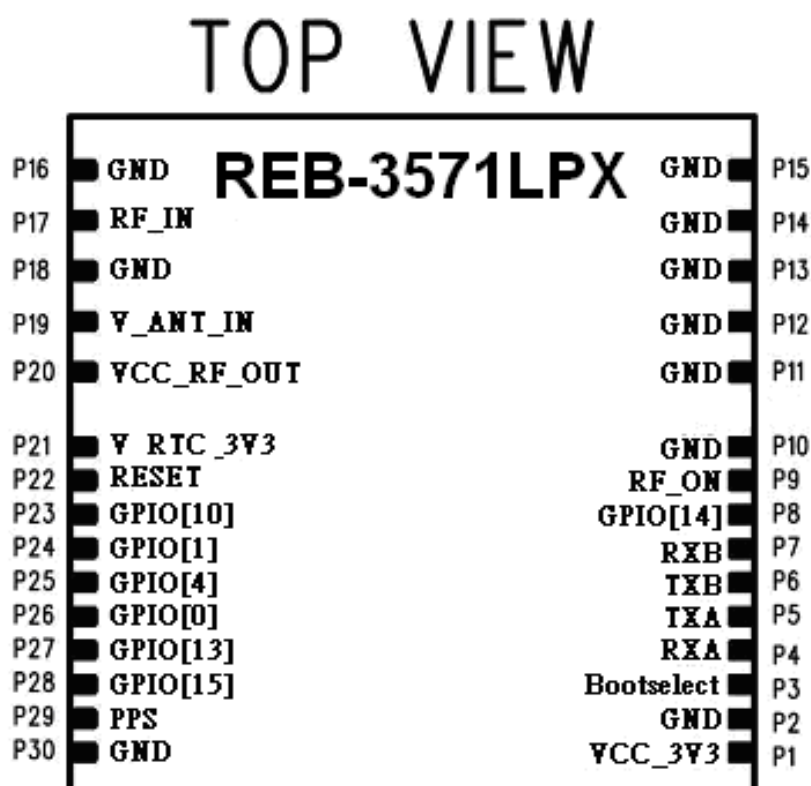 TOP VIEW
REB-3571LPX
P16 GND GND P15
P17 RF_IN GND P14
P18 GND GND P13
P19 V_ANT_IN GND P12
P20 VCC_RF_OUT GND P11
P21 V_RTC_3V3 GND P10
P22 RESET RF_ON P9
P23 GPIO[10] GPIO[14] P8
P24 GPIO[1] RXB P7
P25 GPIO[4] TXB P6
P26 GPIO[0] TXA P5
P27 GPIO[13] RXA P4
P28 GPIO[15] Bootselect P3
P29 PPS GND P2
P30 GND VCC_3V3 P1